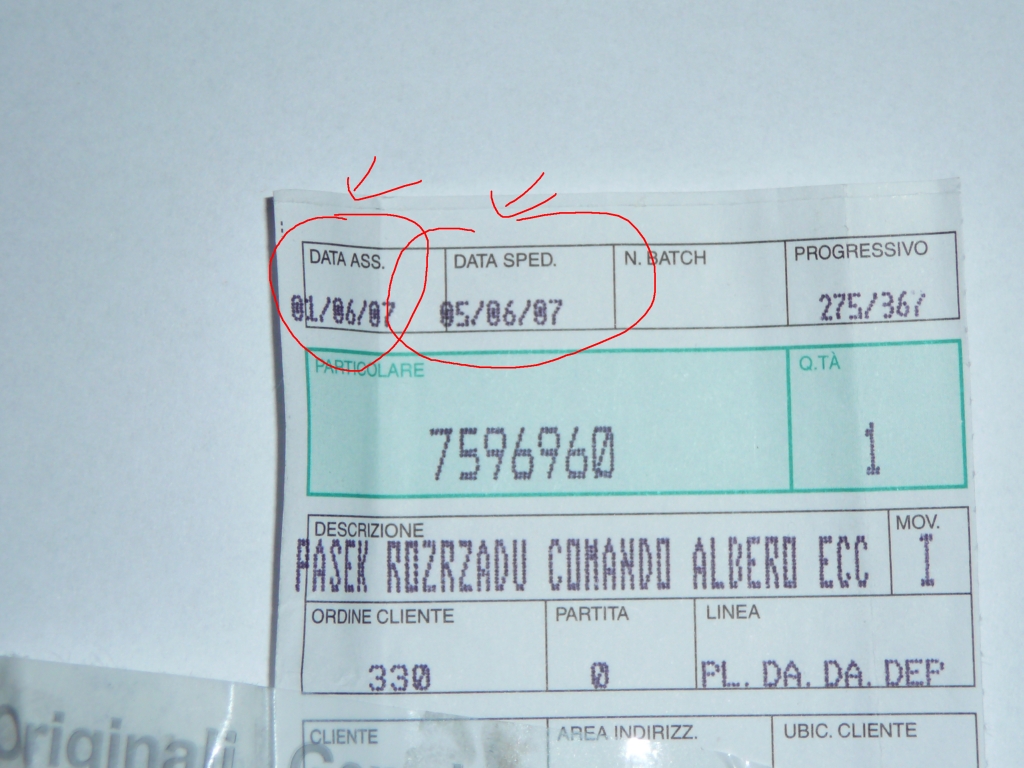 DATA ASS. DATA SPED. N. BATCH PROGRESSIVO
01/06/07 05/06/07 275/367
PARTICOLARE Q.TÀ
7596960 1
DESCRIZIONE MOV.
PASEK ROZRZADU COMANDO ALBERO ECC I
ORDINE CLIENTE PARTITA LINEA
330 0 PL. DA. DA. DEP
CLIENTE AREA INDIRIZZ. UBIC. CLIENTE
Originali